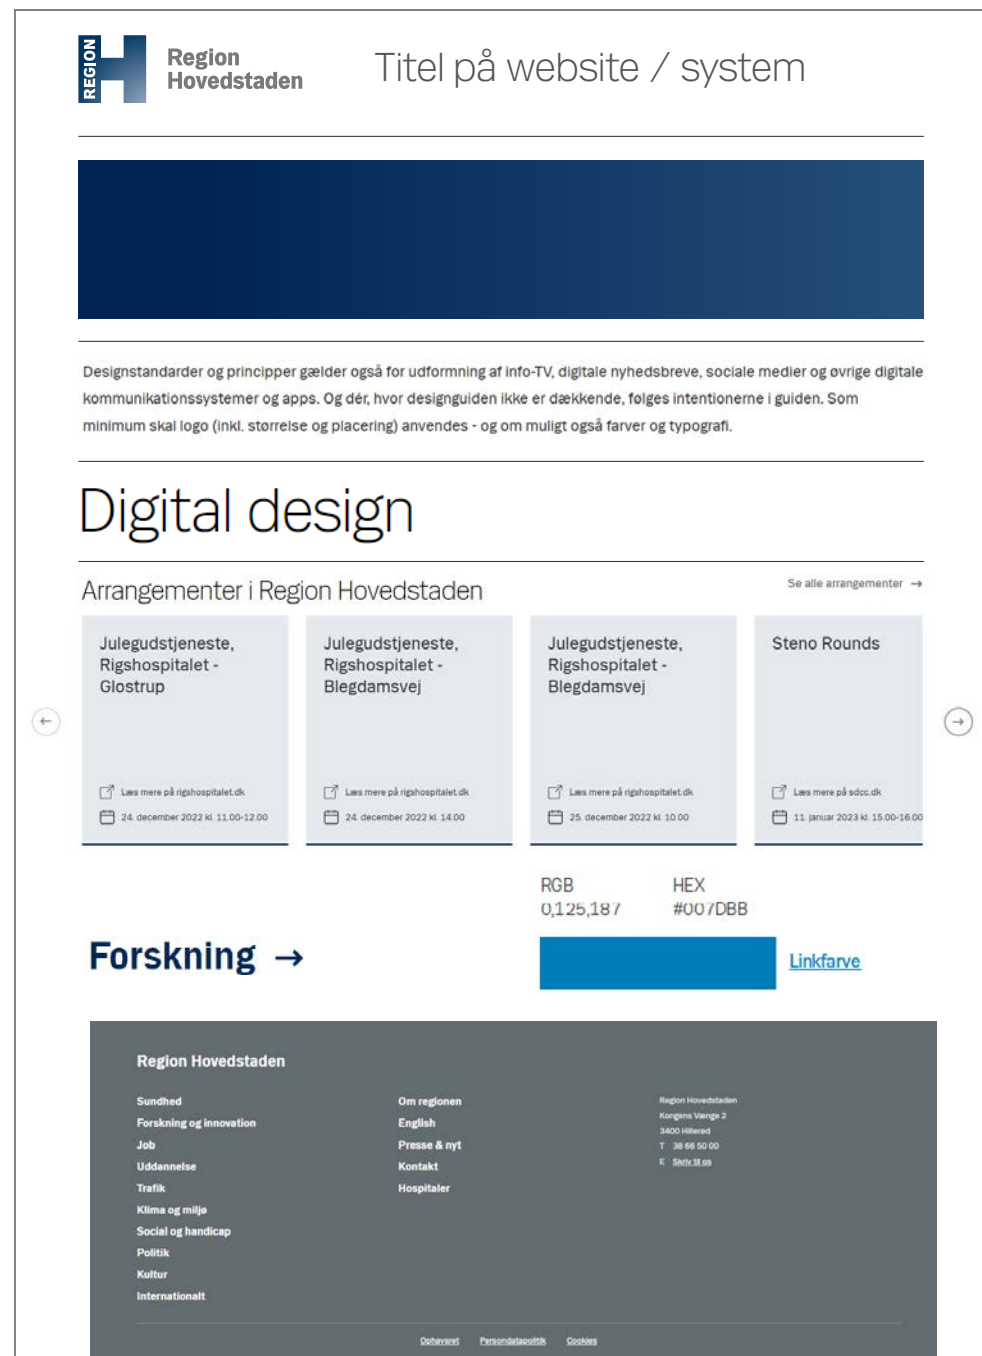 REGION
Region
Hovedstaden
Titel på website / system
Designstandarder og principper gælder også for udformning af info-TV, digitale nyhedsbreve, sociale medier og øvrige digitale
kommunikationssystemer og apps. Og dér, hvor designguiden ikke er dækkende, følges intentionerne i guiden. Som
minimum skal logo (inkl. størrelse og placering) anvendes - og om muligt også farver og typografi.
Digital design
Arrangementer i Region Hovedstaden
Se alle arrangementer →
Julegudstjeneste,
Rigshospitalet -
Glostrup
Læs mere på rigshospitalet.dk
24. december 2022 kl. 11.00-12.00
Julegudstjeneste,
Rigshospitalet -
Blegdamsvej
Læs mere på rigshospitalet.dk
24. december 2022 kl. 14.00
Julegudstjeneste,
Rigshospitalet -
Blegdamsvej
Læs mere på rigshospitalet.dk
25. december 2022 kl. 10.00
Steno Rounds
Læs mere på sdcc.dk
11. januar 2023 kl. 15.00-16.00
RGB
0,125,187
HEX
#007DBB
Forskning →
Linkfarve
Region Hovedstaden
Sundhed
Forskning og innovation
Job
Uddannelse
Trafik
Klima og miljø
Social og handicap
Politik
Kultur
Internationalt
Om regionen
English
Presse & nyt
Kontakt
Hospitaler
Region Hovedstaden
Kongens Vænge 2
3400 Hillerød
T 38 66 50 00
E Skriv til os
Ophavsret Persondatapolitik Cookies